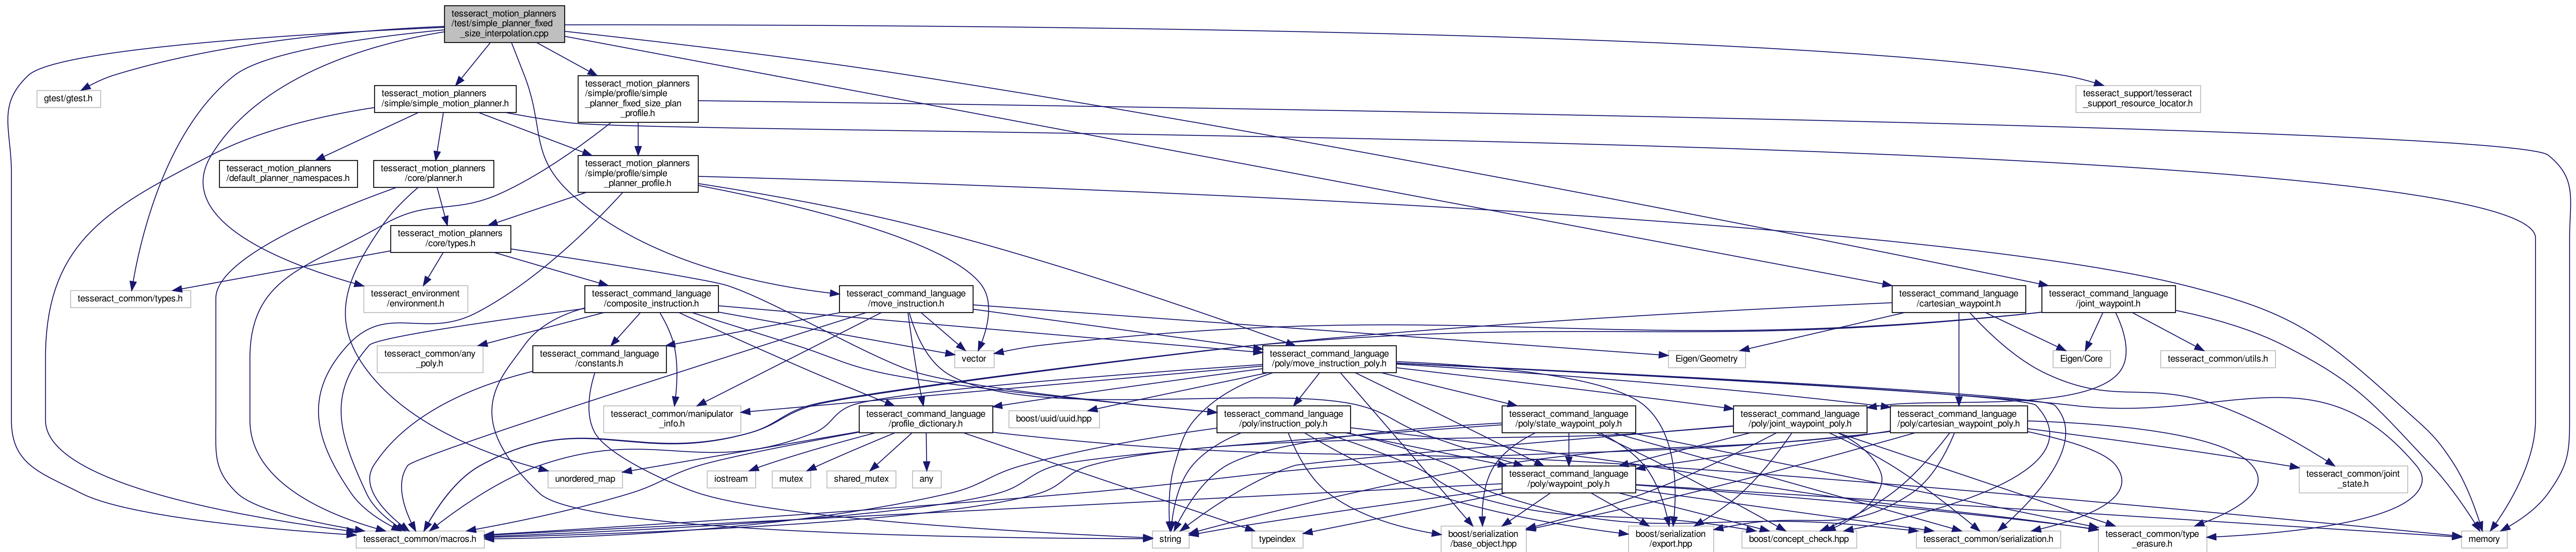 tesseract_motion_planners
/test/simple_planner_fixed
_size_interpolation.cpp
gtest/gtest.h
tesseract_motion_planners
/simple/simple_motion_planner.h
tesseract_motion_planners
/simple/profile/simple
_planner_fixed_size_plan
_profile.h
tesseract_support/tesseract
_support_resource_locator.h
tesseract_motion_planners
/default_planner_namespaces.h
tesseract_motion_planners
/core/planner.h
tesseract_motion_planners
/simple/profile/simple
_planner_profile.h
tesseract_motion_planners
/core/types.h
tesseract_common/types.h
tesseract_environment
/environment.h
tesseract_command_language
/composite_instruction.h
tesseract_command_language
/move_instruction.h
tesseract_command_language
/cartesian_waypoint.h
tesseract_command_language
/joint_waypoint.h
tesseract_common/any
_poly.h
tesseract_command_language
/constants.h
vector
tesseract_command_language
/poly/move_instruction_poly.h
Eigen/Geometry
Eigen/Core
tesseract_common/utils.h
tesseract_common/manipulator
_info.h
tesseract_command_language
/profile_dictionary.h
boost/uuid/uuid.hpp
tesseract_command_language
/poly/instruction_poly.h
tesseract_command_language
/poly/state_waypoint_poly.h
tesseract_command_language
/poly/joint_waypoint_poly.h
tesseract_command_language
/poly/cartesian_waypoint_poly.h
unordered_map
iostream
mutex
shared_mutex
any
tesseract_command_language
/poly/waypoint_poly.h
tesseract_common/joint
_state.h
tesseract_common/macros.h
string
typeindex
boost/serialization
/base_object.hpp
boost/serialization
/export.hpp
boost/concept_check.hpp
tesseract_common/serialization.h
tesseract_common/type
_erasure.h
memory